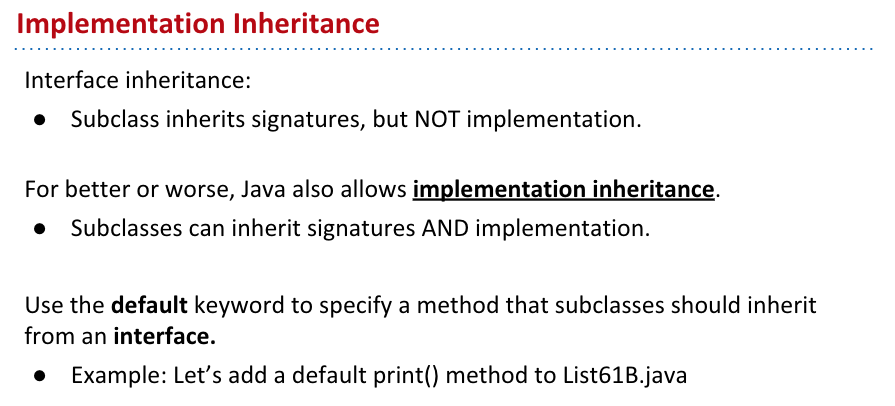 Implementation Inheritance
Interface inheritance:
● Subclass inherits signatures, but NOT implementation.
For better or worse, Java also allows implementation inheritance.
● Subclasses can inherit signatures AND implementation.
Use the default keyword to specify a method that subclasses should inherit
from an interface.
● Example: Let’s add a default print() method to List61B.java